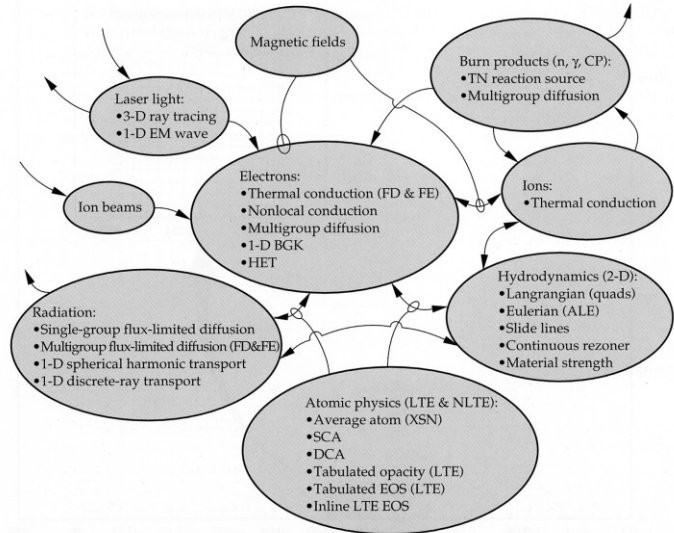 Magnetic fields
Burn products (n, γ, CP):
•TN reaction source
•Multigroup diffusion
Laser light:
•3-D ray tracing
•1-D EM wave
Electrons:
•Thermal conduction (FD & FE)
•Nonlocal conduction
•Multigroup diffusion
•1-D BGK
•HET
Ions:
•Thermal conduction
Ion beams
Hydrodynamics (2-D):
•Langrangian (quads)
•Eulerian (ALE)
•Slide lines
•Continuous rezoner
•Material strength
Radiation:
•Single-group flux-limited diffusion
•Multigroup flux-limited diffusion (FD&FE)
•1-D spherical harmonic transport
•1-D discrete-ray transport
Atomic physics (LTE & NLTE):
•Average atom (XSN)
•SCA
•DCA
•Tabulated opacity (LTE)
•Tabulated EOS (LTE)
•Inline LTE EOS